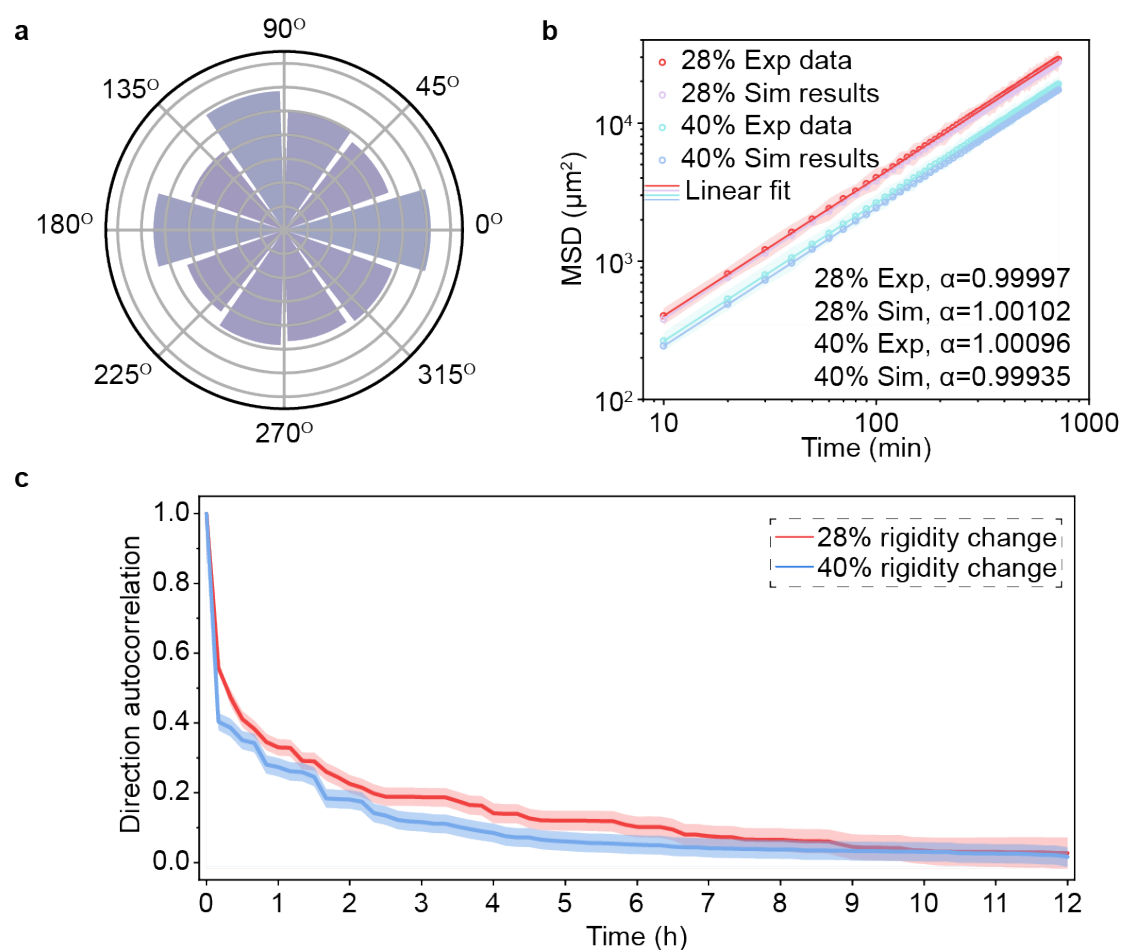 a
90°
135°
45°
180°
0°
225°
315°
270°
b
28% Exp data
28% Sim results
40% Exp data
40% Sim results
Linear fit
MSD (μm²)
10⁴
10³
10²
28% Exp, α=0.99997
28% Sim, α=1.00102
40% Exp, α=1.00096
40% Sim, α=0.99935
10 100 1000
Time (min)
c
Direction autocorrelation
1.0
0.8
0.6
0.4
0.2
0.0
28% rigidity change
40% rigidity change
0 1 2 3 4 5 6 7 8 9 10 11 12
Time (h)